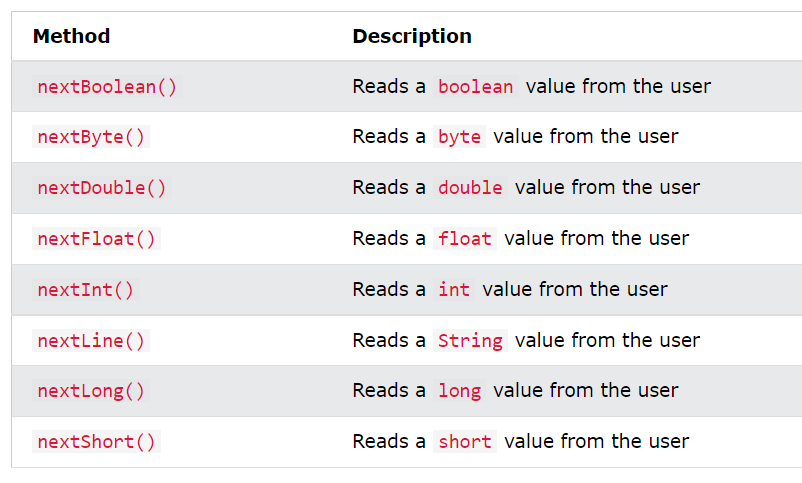 Method Description
nextBoolean() Reads a boolean value from the user
nextByte() Reads a byte value from the user
nextDouble() Reads a double value from the user
nextFloat() Reads a float value from the user
nextInt() Reads a int value from the user
nextLine() Reads a String value from the user
nextLong() Reads a long value from the user
nextShort() Reads a short value from the user